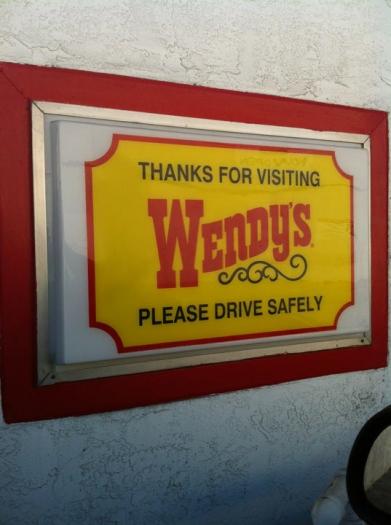 THANKS FOR VISITING
WENDY'S
PLEASE DRIVE SAFELY